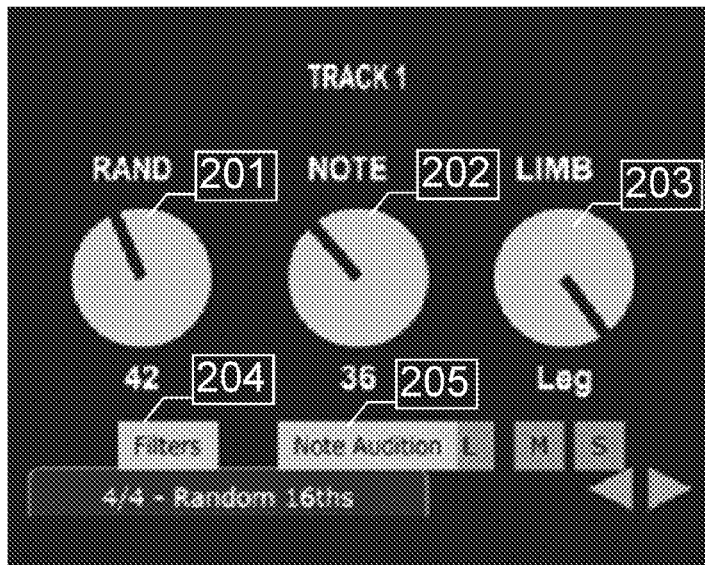 TRACK 1
RAND 201 NOTE 202 LIMB 203
42 204 36 205 Leg
Filters Note Audition L M S
4/4 - Random 16ths